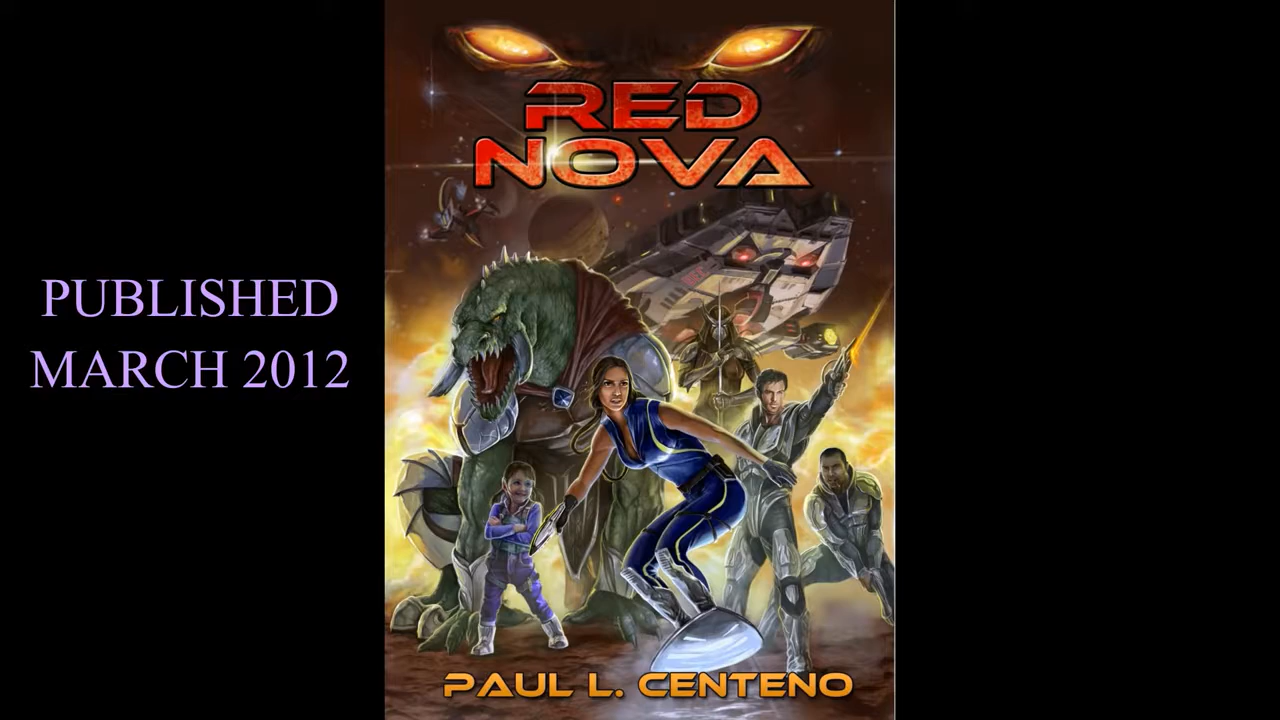 PUBLISHED
MARCH 2012
RED
NOVA
PAUL L. CENTENO